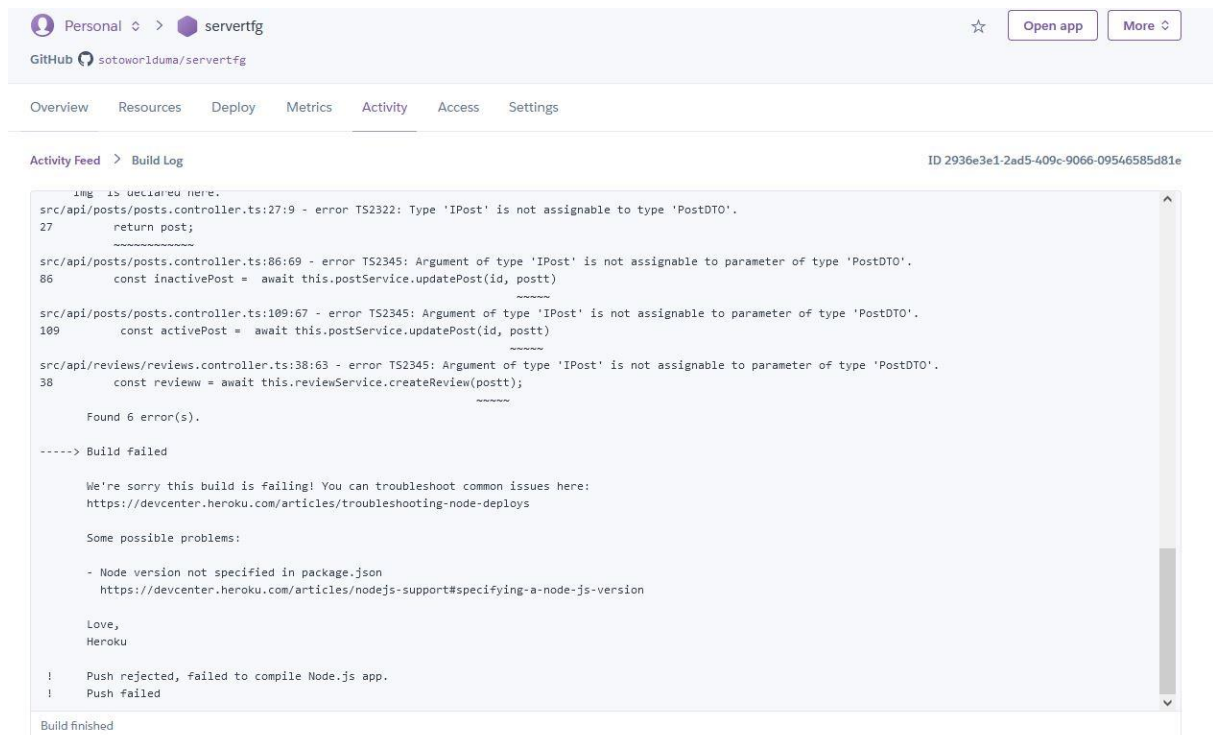 Personal > servertfg
Open app
More
GitHub sotoworlduma/servertfg
Overview Resources Deploy Metrics Activity Access Settings
Activity Feed > Build Log
ID 2936e3e1-2ad5-409c-9066-09546585d81e
img is declared here.
src/api/posts/posts.controller.ts:27:9 - error TS2322: Type 'IPost' is not assignable to type 'PostDTO'.
27 return post;
~~~~~~~~~~~~
src/api/posts/posts.controller.ts:86:69 - error TS2345: Argument of type 'IPost' is not assignable to parameter of type 'PostDTO'.
86 const inactivePost = await this.postService.updatePost(id, postt)
~~~~~
src/api/posts/posts.controller.ts:109:67 - error TS2345: Argument of type 'IPost' is not assignable to parameter of type 'PostDTO'.
109 const activePost = await this.postService.updatePost(id, postt)
~~~~~
src/api/reviews/reviews.controller.ts:38:63 - error TS2345: Argument of type 'IPost' is not assignable to parameter of type 'PostDTO'.
38 const revieww = await this.reviewService.createReview(postt);
~~~~~
Found 6 error(s).
-----> Build failed
We're sorry this build is failing! You can troubleshoot common issues here:
https://devcenter.heroku.com/articles/troubleshooting-node-deploys
Some possible problems:
- Node version not specified in package.json
https://devcenter.heroku.com/articles/nodejs-support#specifying-a-node-js-version
Love,
Heroku
! Push rejected, failed to compile Node.js app.
! Push failed
Build finished